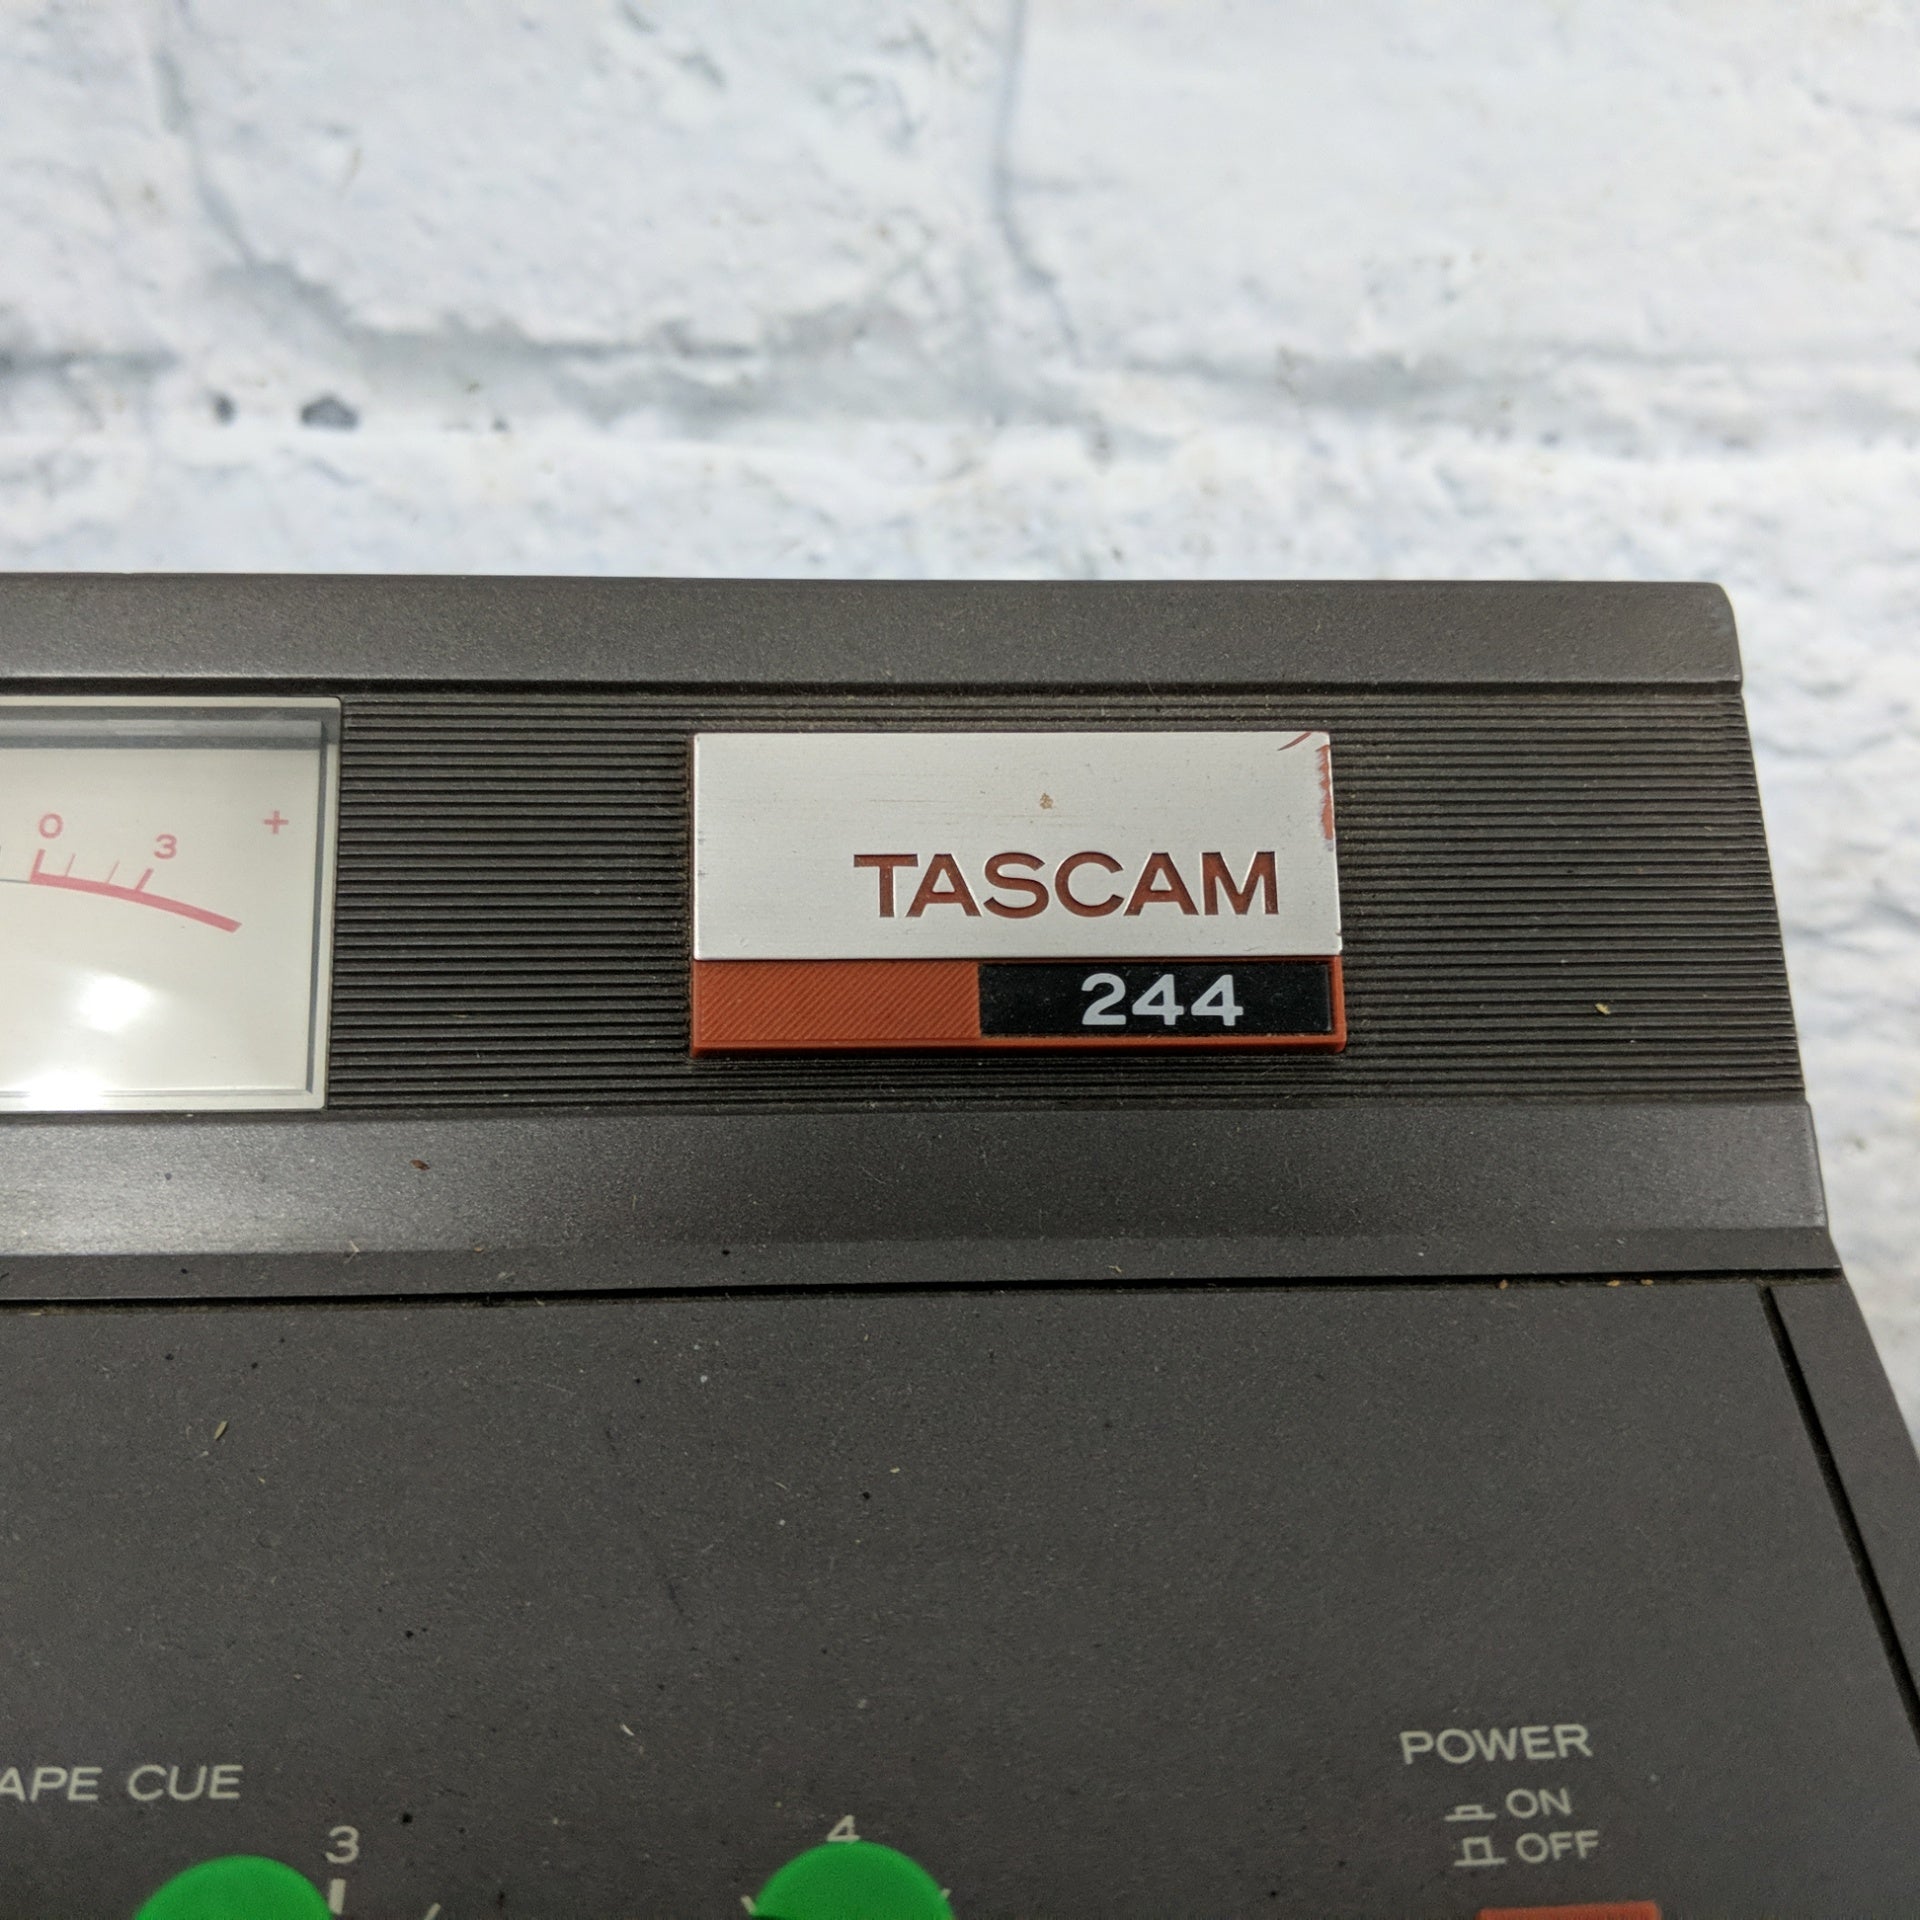 0 3 +
TASCAM
244
APE CUE
3
4
POWER
ON
OFF